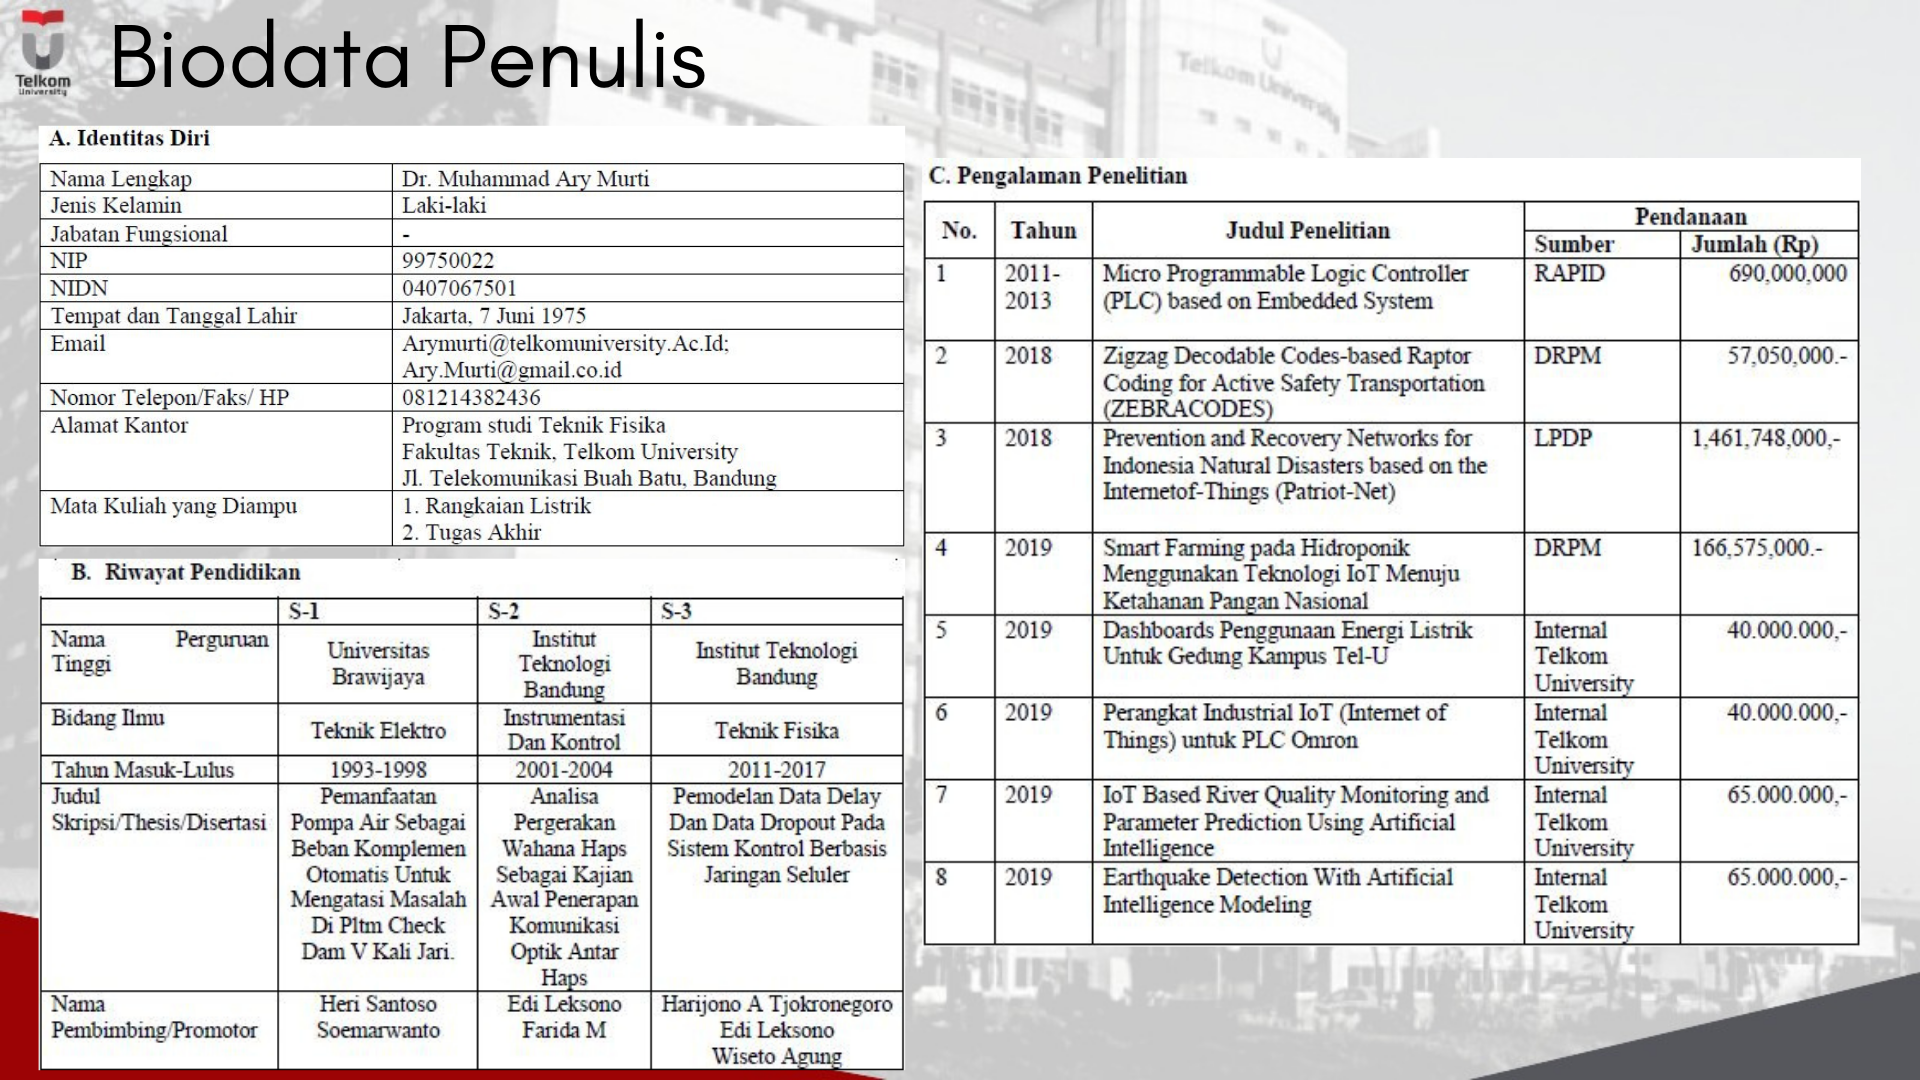 Telkom
University
Biodata Penulis
Telkom University
A. Identitas Diri
Nama Lengkap Dr. Muhammad Ary Murti
Jenis Kelamin Laki-laki
Jabatan Fungsional -
NIP 99750022
NIDN 0407067501
Tempat dan Tanggal Lahir Jakarta, 7 Juni 1975
Email Arymurti@telkomuniversity.Ac.Id;
Ary.Murti@gmail.co.id
Nomor Telepon/Faks/ HP 081214382436
Alamat Kantor Program studi Teknik Fisika
Fakultas Teknik, Telkom University
Jl. Telekomunikasi Buah Batu, Bandung
Mata Kuliah yang Diampu 1. Rangkaian Listrik
2. Tugas Akhir
B. Riwayat Pendidikan
S-1 S-2 S-3
Nama Perguruan
Tinggi
Universitas
Brawijaya
Institut
Teknologi
Bandung
Institut Teknologi
Bandung
Bidang Ilmu
Teknik Elektro
Instrumentasi
Dan Kontrol
Teknik Fisika
Tahun Masuk-Lulus 1993-1998 2001-2004 2011-2017
Judul
Skripsi/Thesis/Disertasi
Pemanfaatan
Pompa Air Sebagai
Beban Komplemen
Otomatis Untuk
Mengatasi Masalah
Di Pltm Check
Dam V Kali Jari.
Analisa
Pergerakan
Wahana Haps
Sebagai Kajian
Awal Penerapan
Komunikasi
Optik Antar
Haps
Pemodelan Data Delay
Dan Data Dropout Pada
Sistem Kontrol Berbasis
Jaringan Seluler
Nama
Pembimbing/Promotor
Heri Santoso
Soemarwanto
Edi Leksono
Farida M
Harijono A Tjokronegoro
Edi Leksono
Wiseto Agung
C. Pengalaman Penelitian
No. Tahun Judul Penelitian Pendanaan
Sumber Jumlah (Rp)
1 2011- Micro Programmable Logic Controller RAPID 690,000,000
2013 (PLC) based on Embedded System
2 2018 Zigzag Decodable Codes-based Raptor DRPM 57,050,000.-
Coding for Active Safety Transportation
(ZEBRACODES)
3 2018 Prevention and Recovery Networks for LPDP 1,461,748,000,-
Indonesia Natural Disasters based on the
Internetof-Things (Patriot-Net)
4 2019 Smart Farming pada Hidroponik DRPM 166,575,000.-
Menggunakan Teknologi IoT Menuju
Ketahanan Pangan Nasional
5 2019 Dashboards Penggunaan Energi Listrik Internal 40.000.000,-
Untuk Gedung Kampus Tel-U Telkom
University
6 2019 Perangkat Industrial IoT (Internet of Internal 40.000.000,-
Things) untuk PLC Omron Telkom
University
7 2019 IoT Based River Quality Monitoring and Internal 65.000.000,-
Parameter Prediction Using Artificial Telkom
Intelligence University
8 2019 Earthquake Detection With Artificial Internal 65.000.000,-
Intelligence Modeling Telkom
University